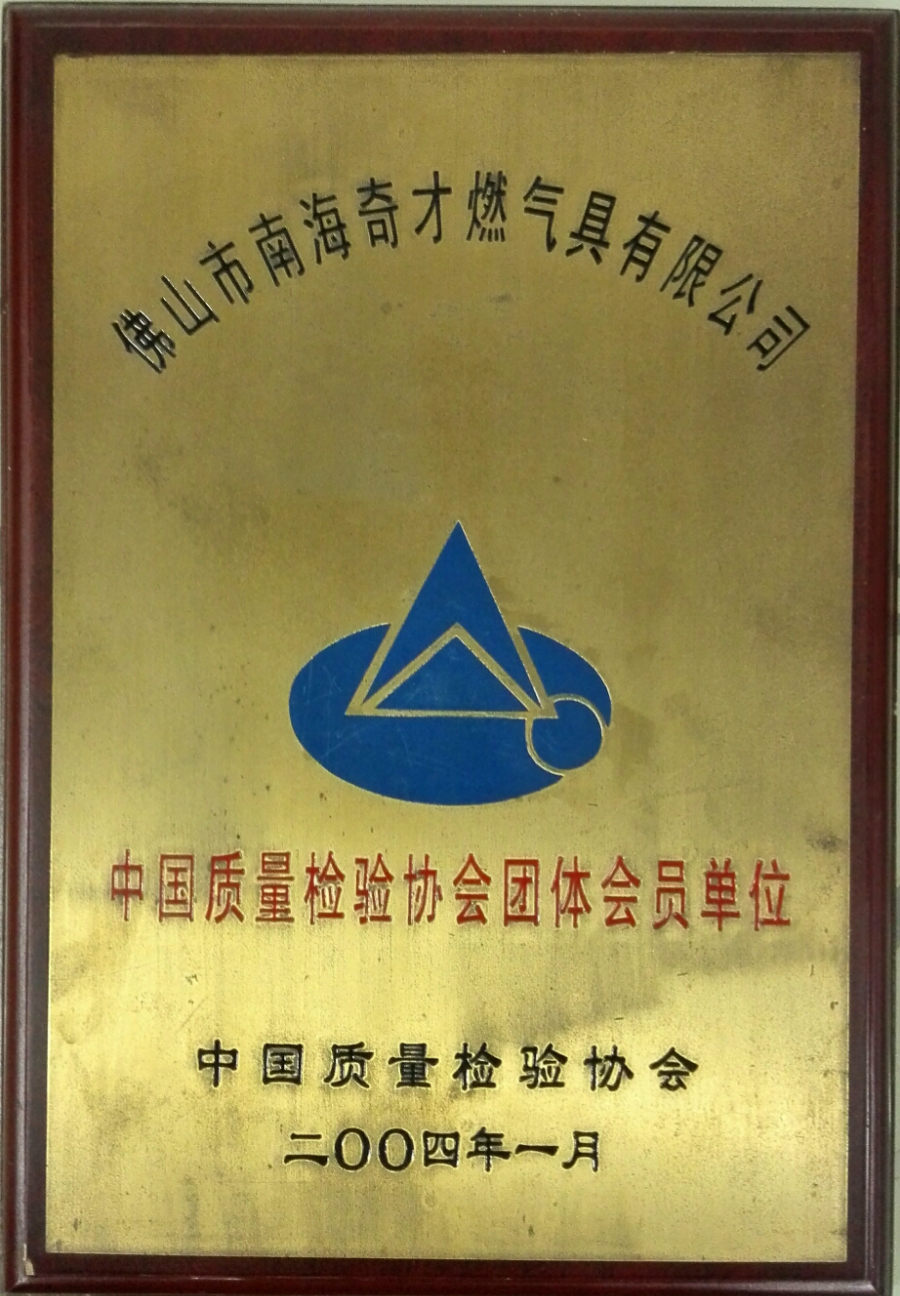 佛山市南海奇才燃气具有限公司
中国质量检验协会团体会员单位
中国质量检验协会
二〇〇四年一月